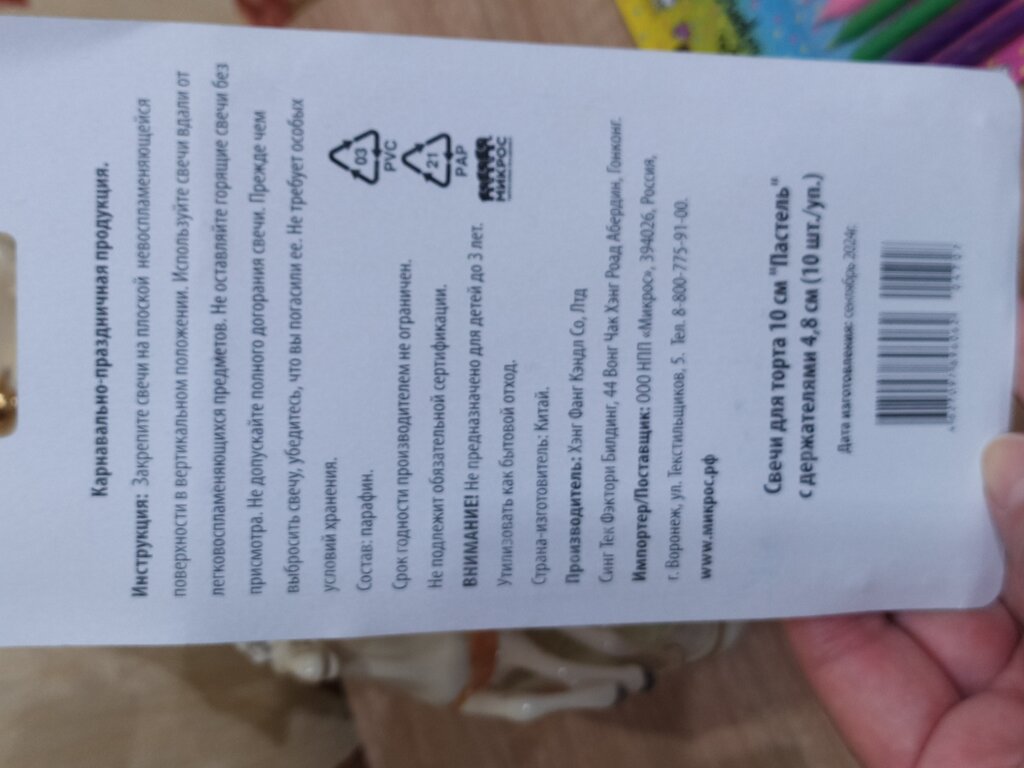 Карнавально-праздничная продукция.
Инструкция: Закрепите свечи на плоской невоспламеняющейся
поверхности в вертикальном положении. Используйте свечи вдали от
легковоспламеняющихся предметов. Не оставляйте горящие свечи без
присмотра. Не допускайте полного догорания свечи. Прежде чем
выбросить свечу, убедитесь, что вы погасили ее. Не требует особых
условий хранения.
Состав: парафин.
Срок годности производителем не ограничен.
Не подлежит обязательной сертификации.
ВНИМАНИЕ! Не предназначено для детей до 3 лет.
Утилизовать как бытовой отход.
Страна-изготовитель: Китай.
Производитель: Хэнг Фанг Кэндл Со, Лтд
Синг Тек Фэктори Билдинг, 44 Вонг Чак Хэнг Роад Абердин, Гонконг.
Импортер/Поставщик: ООО НПП «Микрос», 394026, Россия,
г. Воронеж, ул. Текстильщиков, 5. Тел. 8-800-775-91-00.
www.микрос.рф
03
PVC
21
PAP
МИКРОС
Свечи для торта 10 см "Пастель"
с держателями 4,8 см (10 шт./уп.)
Дата изготовления: сентябрь 2024г.